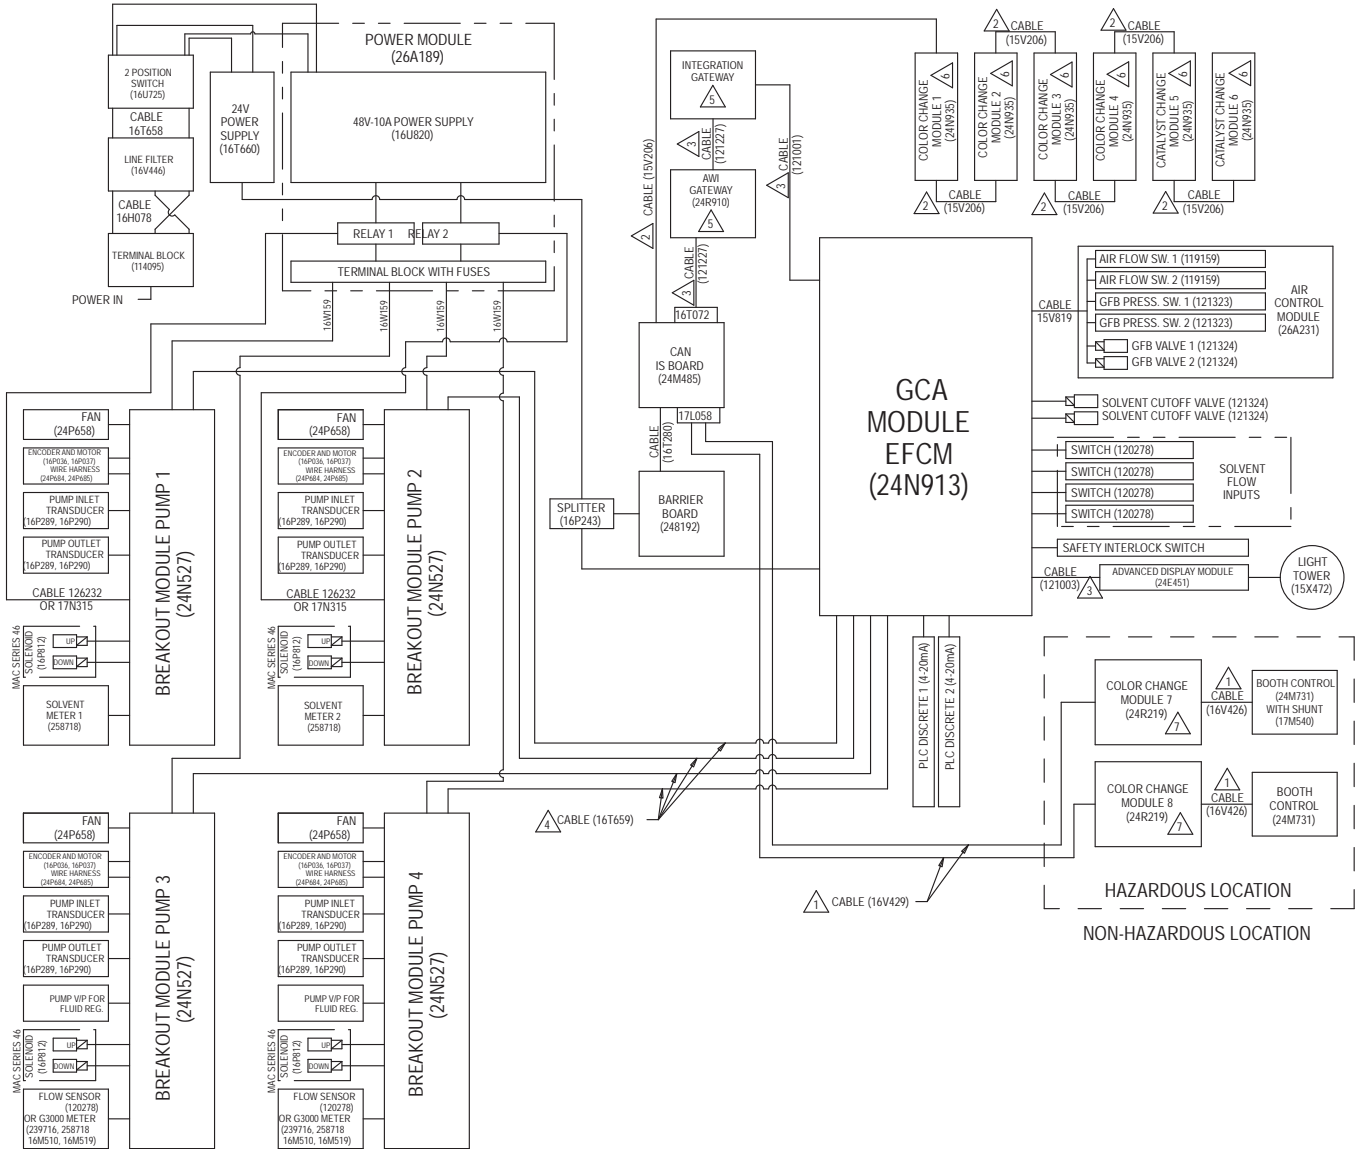 POWER MODULE
(26A189)
2 POSITION
SWITCH
(16U725)
CABLE
16T658
LINE FILTER
(16V446)
CABLE
16H078
TERMINAL BLOCK
(114095)
POWER IN
24V
POWER
SUPPLY
(16T660)
48V-10A POWER SUPPLY
(16U820)
RELAY 1
RELAY 2
TERMINAL BLOCK WITH FUSES
16W159
16W159
16W159
16W159
INTEGRATION
GATEWAY
5
3
CABLE
(121227)
AWI
GATEWAY
(24R910)
5
3
CABLE
(121227)
3
CABLE
(121001)
2
CABLE (15V206)
16T072
CAN
IS BOARD
(24M485)
17L058
CABLE
(16T280)
BARRIER
BOARD
(248192)
SPLITTER
(16P243)
2
CABLE
(15V206)
2
CABLE
(15V206)
COLOR CHANGE
MODULE 1
(24N935)
6
COLOR CHANGE
MODULE 2
(24N935)
6
COLOR CHANGE
MODULE 3
(24N935)
6
COLOR CHANGE
MODULE 4
(24N935)
6
CATALYST CHANGE
MODULE 5
(24N935)
6
CATALYST CHANGE
MODULE 6
(24N935)
6
2
CABLE
(15V206)
2
CABLE
(15V206)
2
CABLE
(15V206)
GCA
MODULE
EFCM
(24N913)
CABLE
15V819
AIR FLOW SW. 1 (119159)
AIR FLOW SW. 2 (119159)
GFB PRESS. SW. 1 (121323)
GFB PRESS. SW. 2 (121323)
GFB VALVE 1 (121324)
GFB VALVE 2 (121324)
AIR
CONTROL
MODULE
(26A231)
SOLVENT CUTOFF VALVE (121324)
SOLVENT CUTOFF VALVE (121324)
SWITCH (120278)
SWITCH (120278)
SWITCH (120278)
SWITCH (120278)
SOLVENT
FLOW
INPUTS
SAFETY INTERLOCK SWITCH
CABLE
(121003)
3
ADVANCED DISPLAY MODULE
(24E451)
LIGHT
TOWER
(15X472)
PLC DISCRETE 1 (4-20mA)
PLC DISCRETE 2 (4-20mA)
COLOR CHANGE
MODULE 7
(24R219)
7
1
CABLE
(16V426)
BOOTH CONTROL
(24M731)
WITH SHUNT
(17M540)
COLOR CHANGE
MODULE 8
(24R219)
7
1
CABLE
(16V426)
BOOTH
CONTROL
(24M731)
HAZARDOUS LOCATION
NON-HAZARDOUS LOCATION
4
CABLE (16T659)
1
CABLE (16V429)
FAN
(24P658)
ENCODER AND MOTOR
(16P036, 16P037)
WIRE HARNESS
(24P684, 24P685)
PUMP INLET
TRANSDUCER
(16P289, 16P290)
PUMP OUTLET
TRANSDUCER
(16P289, 16P290)
CABLE 126232
OR 17N315
MAC SERIES 46
SOLENOID
(16P812)
UP
DOWN
SOLVENT
METER 1
(258718)
BREAKOUT MODULE PUMP 1
(24N527)
FAN
(24P658)
ENCODER AND MOTOR
(16P036, 16P037)
WIRE HARNESS
(24P684, 24P685)
PUMP INLET
TRANSDUCER
(16P289, 16P290)
PUMP OUTLET
TRANSDUCER
(16P289, 16P290)
CABLE 126232
OR 17N315
MAC SERIES 46
SOLENOID
(16P812)
UP
DOWN
SOLVENT
METER 2
(258718)
BREAKOUT MODULE PUMP 2
(24N527)
FAN
(24P658)
ENCODER AND MOTOR
(16P036, 16P037)
WIRE HARNESS
(24P684, 24P685)
PUMP INLET
TRANSDUCER
(16P289, 16P290)
PUMP OUTLET
TRANSDUCER
(16P289, 16P290)
PUMP V/P FOR
FLUID REG.
MAC SERIES 46
SOLENOID
(16P812)
UP
DOWN
FLOW SENSOR
(120278)
OR G3000 METER
(239716, 258718
16M510, 16M519)
BREAKOUT MODULE PUMP 3
(24N527)
FAN
(24P658)
ENCODER AND MOTOR
(16P036, 16P037)
WIRE HARNESS
(24P684, 24P685)
PUMP INLET
TRANSDUCER
(16P289, 16P290)
PUMP OUTLET
TRANSDUCER
(16P289, 16P290)
PUMP V/P FOR
FLUID REG.
MAC SERIES 46
SOLENOID
(16P812)
UP
DOWN
FLOW SENSOR
(120278)
OR G3000 METER
(239716, 258718
16M510, 16M519)
BREAKOUT MODULE PUMP 4
(24N527)